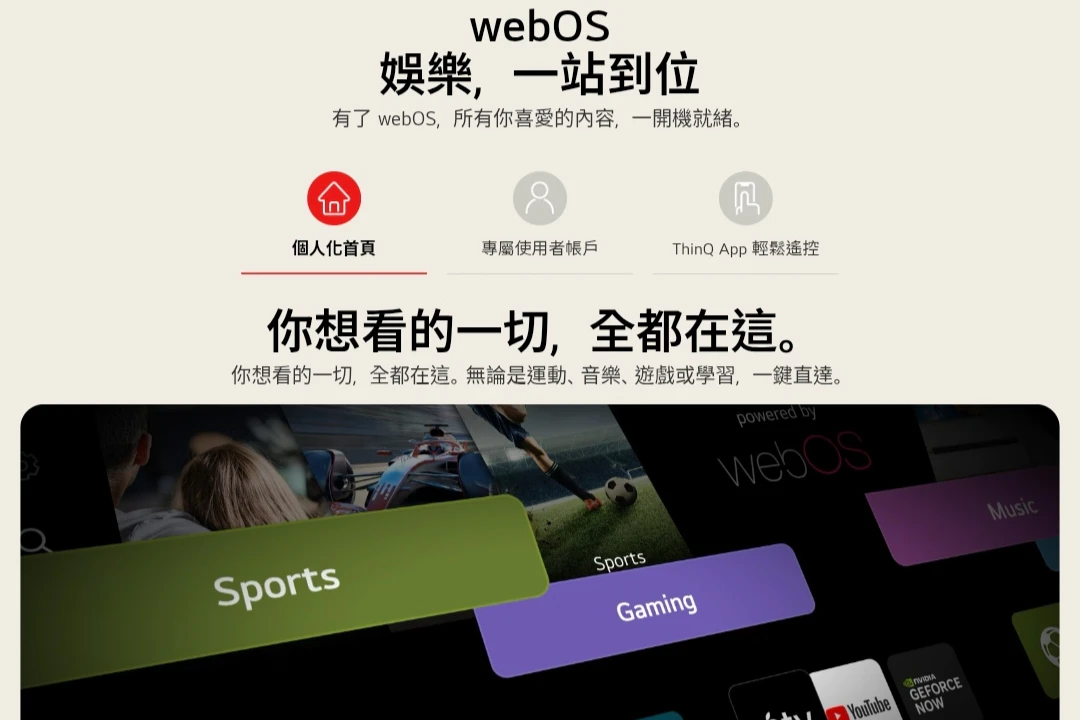 webOS
娛樂，一站到位
有了 webOS，所有你喜愛的內容，一開機就緒。
個人化首頁
專屬使用者帳戶
ThinQ App 輕鬆遙控
你想看的一切，全都在這。
你想看的一切，全都在這。無論是運動、音樂、遊戲或學習，一鍵直達。
powered by
webOS
Music
Sports
Sports
Gaming
tv
YouTube
NVIDIA
GEFORCE
NOW